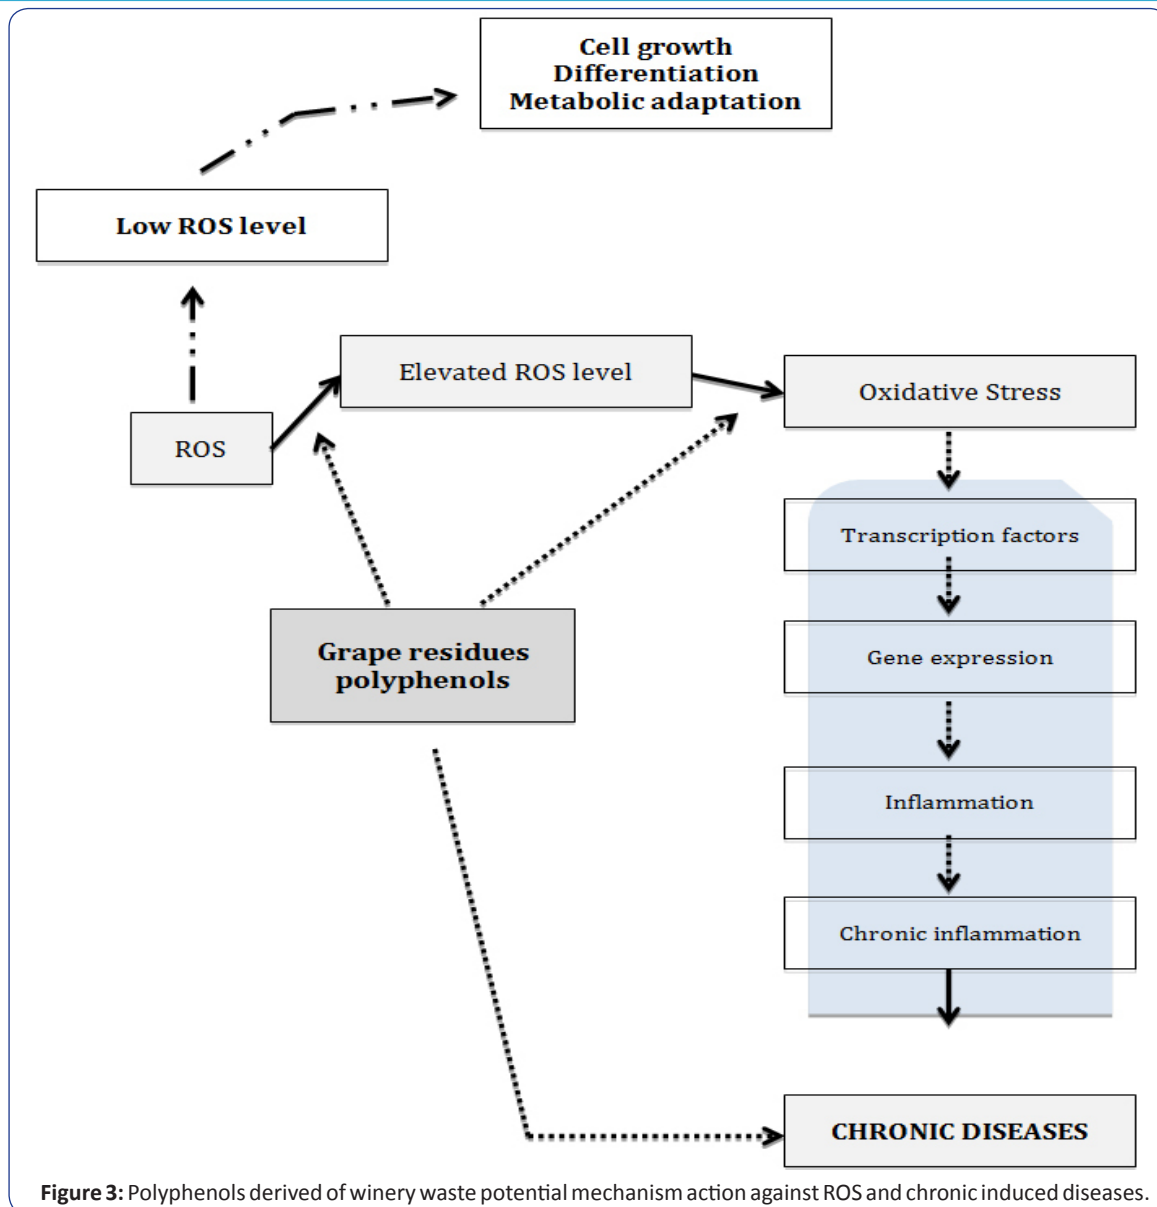 Cell growth
Differentiation
Metabolic adaptation
Low ROS level
Elevated ROS level
Oxidative Stress
ROS
Transcription factors
Grape residues
polyphenols
Gene expression
Inflammation
Chronic inflammation
CHRONIC DISEASES
Figure 3: Polyphenols derived of winery waste potential mechanism action against ROS and chronic induced diseases.